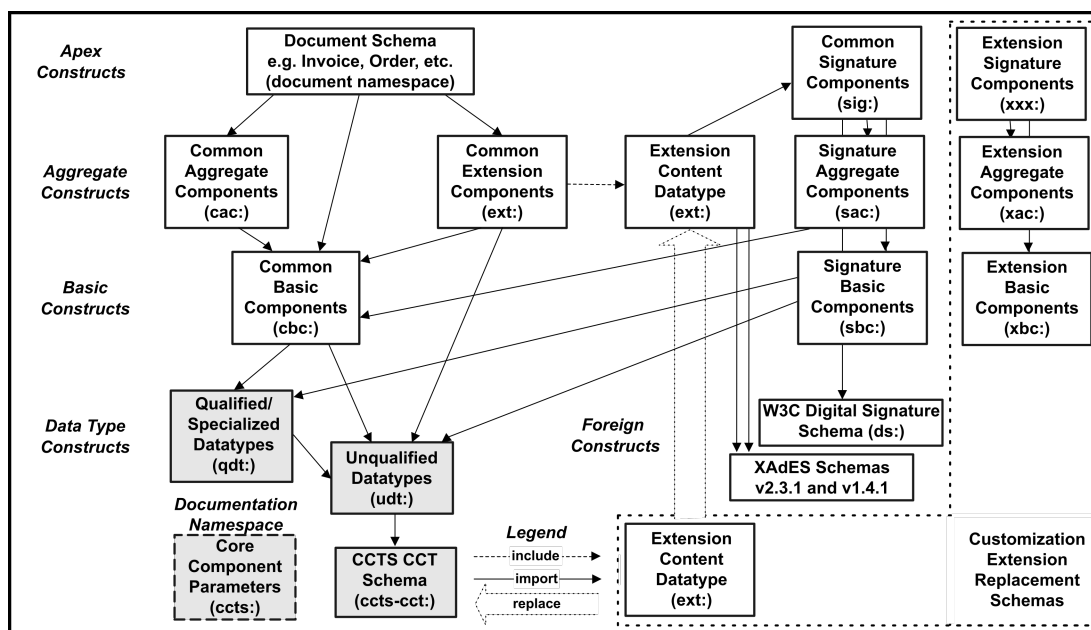 Apex
Constructs
Document Schema
e.g. Invoice, Order, etc.
(document namespace)
Common
Signature
Components
(sig:)
Extension
Signature
Components
(xxx:)
Aggregate
Constructs
Common
Aggregate
Components
(cac:)
Common
Extension
Components
(ext:)
Extension
Content
Datatype
(ext:)
Signature
Aggregate
Components
(sac:)
Extension
Aggregate
Components
(xac:)
Basic
Constructs
Common
Basic
Components
(cbc:)
Signature
Basic
Components
(sbc:)
Extension
Basic
Components
(xbc:)
Data Type
Constructs
Qualified/
Specialized
Datatypes
(qdt:)
Unqualified
Datatypes
(udt:)
Foreign
Constructs
W3C Digital Signature
Schema (ds:)
XAdES Schemas
v2.3.1 and v1.4.1
Documentation
Namespace
Core
Component
Parameters
(ccts:)
CCTS CCT
Schema
(ccts-cct:)
Legend
include
import
replace
Extension
Content
Datatype
(ext:)
Customization
Extension
Replacement
Schemas